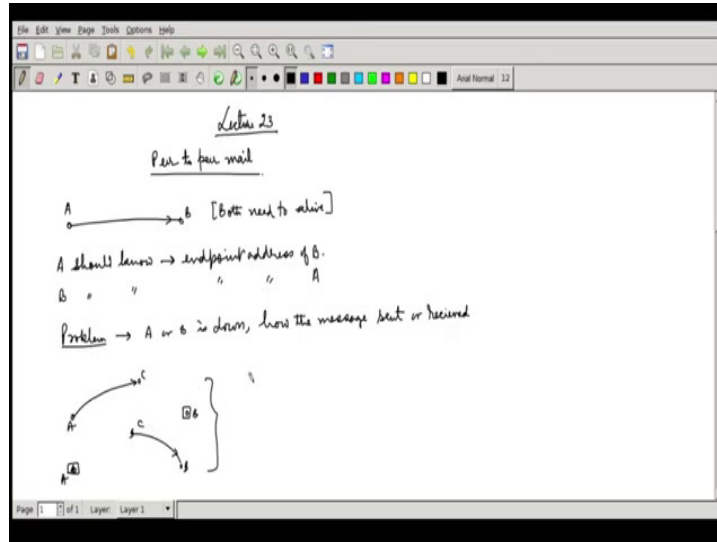 File Edit View Page Tools Options Help
T Arial Normal 12
Lecture 23
Peer to peer mail
A B [Both need to alive]
A should know → endpoint address of B.
B " " " " A
Problem → A or B is down, how the message sent or recieved
C
A
B
C
B
A
Page 1 of 1 Layer: Layer 1